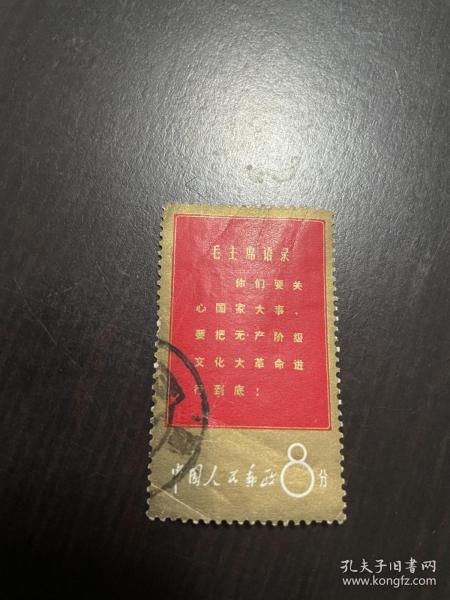 毛主席语录
你们要关
心国家大事，
要把无产阶级
文化大革命进
行到底！
中国人民邮政8分
孔夫子旧书网
www.kongfz.com